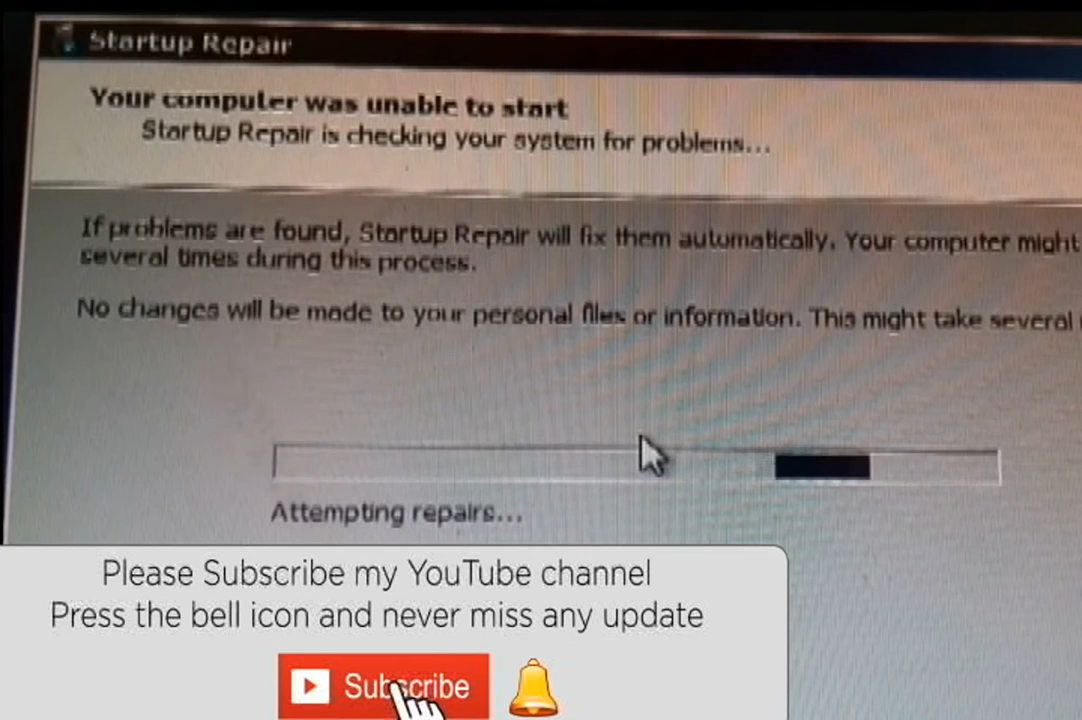 Startup Repair
Your computer was unable to start
Startup Repair is checking your system for problems...
If problems are found, Startup Repair will fix them automatically. Your computer might
several times during this process.
No changes will be made to your personal files or information. This might take several
Attempting repairs...
Please Subscribe my YouTube channel
Press the bell icon and never miss any update
Subscribe